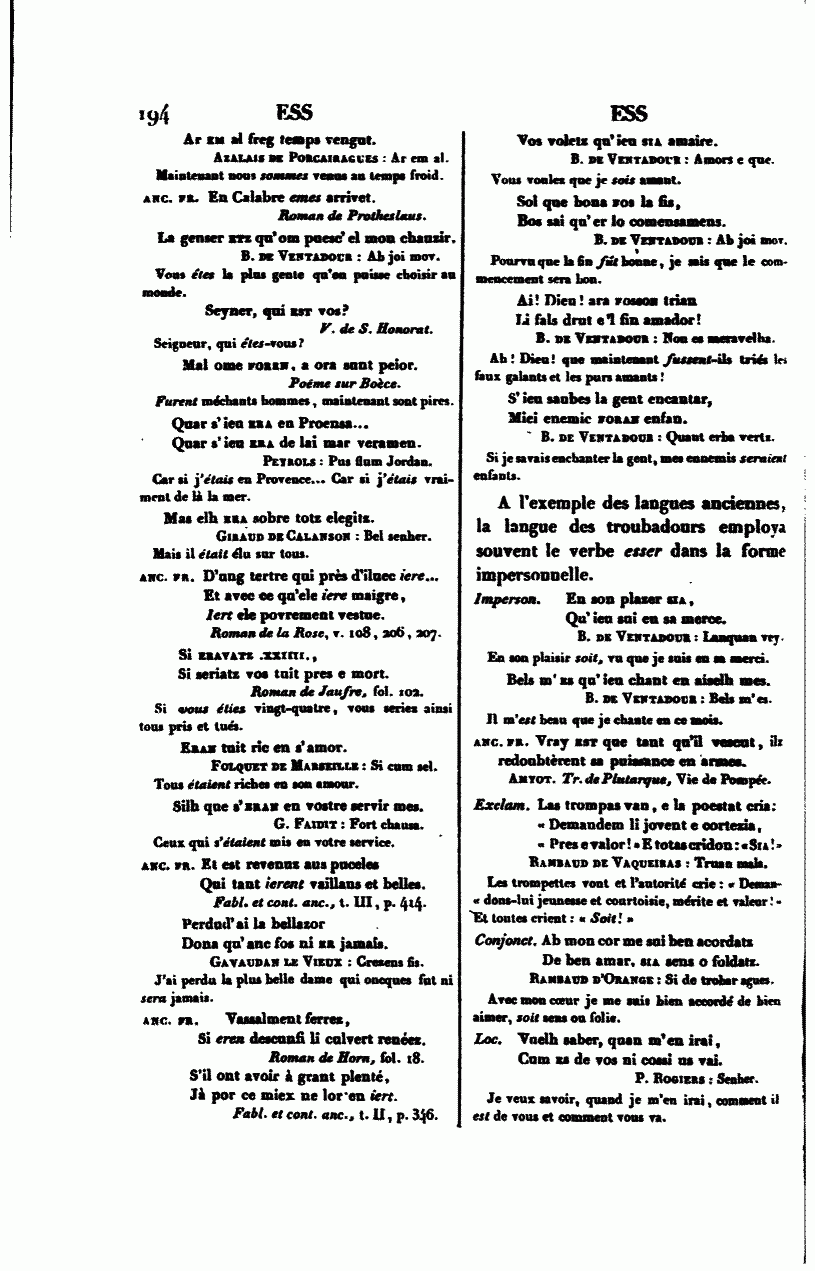 194 ESS ESS
Ar EM al freg temps vengut.
AZALAIS DE PORCAIRAGUES : Ar em al.
Maintenant nous sommes venus au temps froid.
ANC. FR. En Calabre emes arrivet.
Roman de Protheslaus.
La genser ETZ qu'om puesc' el mon chauzir.
B. DE VENTADOUR : Ab joi mov.
Vous êtes la plus gente qu'on puisse choisir au
monde.
Seyner, qui EST vos?
V. de S. Honorat.
Seigneur, qui êtes-vous?
Mal ome FOREN, a ora sunt peior.
Poéme sur Boèce.
Furent méchants hommes, maintenant sont pires.
Quar s'ieu ERA en Proensa...
Quar s'ieu ERA de lai mar veramen.
PEYROLS : Pus flum Jordan.
Car si j'étais en Provence... Car si j'étais vrai-
ment de là la mer.
Mas elh ERA sobre totz elegitz.
GIRAUD DE CALANSON : Bel senher.
Mais il était élu sur tous.
ANC. FR. D'ung tertre qui près d'iluec iere...
Et avec ce qu'ele iere maigre,
Iert ele povrement vestue.
Roman de la Rose, v. 108, 206, 207.
Si ERAVATZ .XXIIII.,
Si seriatz vos tuit pres e mort.
Roman de Jaufre, fol. 102.
Si vous éties vingt-quatre, vous series ainsi
tous pris et tués.
ERAN tuit ric en s'amor.
FOLQUET DE MARSEILLE : Si cum sel.
Tous étaient riches en son amour.
Silh que s'ERAN en vostre servir mes.
G. FAIDIT : Fort chausa.
Ceux qui s'étaient mis en votre service.
ANC. FR. Et est revenus aus puceles
Qui tant ierent vaillans et belles.
Fabl. et cont. anc., t. III, p. 414.
Perdud'ai la bellazor
Dona qu'anc fos ni ER jamais.
GAVAUDAN LE VIEUX : Crezens fis.
J'ai perdu la plus belle dame qui oncques fut ni
sera jamais.
ANC. FR. Vassalment ferrez,
Si eren desconfi li culvert renéez.
Roman de Horn, fol. 18.
S'il ont avoir à grant plenté,
Jà por ce miex ne lor en iert.
Fabl. et cont. anc., t. II, p. 346.
Vos voletz qu'ieu SIA amaire.
B. DE VENTADOUR : Amors e que.
Vous voulez que je sois amant.
Sol que bona FOS la fis,
Bos sai qu'er lo comensamens.
B. DE VENTADOUR : Ab joi mov.
Pourvu que la fin fût bonne, je sais que le com-
mencement sera bon.
Ai! Dieu! ara FOSSON trian
Li fals drut e'l fin amador!
B. DE VENTADOUR : Non es meravelha.
Ah! Dieu! que maintenant fussent-ils triés les
faux galants et les purs amants!
S'ieu saubes la gent encantar,
Miei enemic FORAN enfan.
B. DE VENTADOUR : Quant erba vertz.
Si je savais enchanter la gent, mes ennemis seraient
enfants.
A l'exemple des langues anciennes,
la langue des troubadours employa
souvent le verbe esser dans la forme
impersonnelle.
Imperson. En son plazer SIA,
Qu'ieu sui en sa merce.
B. DE VENTADOUR : Lanquan vey.
En son plaisir soit, vu que je suis en sa merci.
Bels m'ES qu'ieu chant en aiselh mes.
B. DE VENTADOUR : Bels m'es.
Il m'est beau que je chante en ce mois.
ANC. FR. Vray EST que tant qu'il vescut, ilz
redoubtèrent sa puissance en armes.
AMYOT. Tr. de Plutarque, Vie de Pompée.
Exclam. Las trompas van, e la poestat cria:
« Demandem li jovent e cortezia,
« Pres e valor! » E totas cridon: « SIA! »
RAMBAUD DE VAQUEIRAS : Truan mala.
Les trompettes vont et l'autorité crie : « Deman-
« dons-lui jeunesse et courtoisie, mérite et valeur! »
Et toutes crient : « Soit! »
Conjonct. Ab mon cor me sui ben acordatz
De ben amar, SIA sens o foldatz.
RAMBAUD D'ORANGE : Si de trobar agues.
Avec mon cœur je me suis bien accordé de bien
aimer, soit sens ou folie.
Loc. Vuelh saber, quan m'en irai,
Cum ES de vos ni cossi us vai.
P. ROGIERS : Senher.
Je veux savoir, quand je m'en irai, comment il
est de vous et comment vous va.